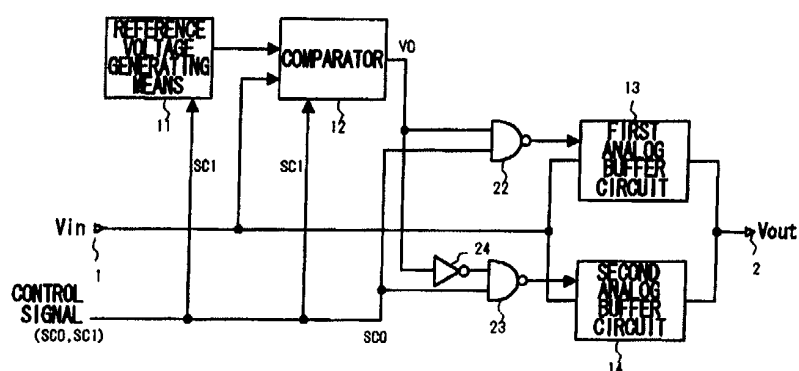 REFERENCE
VOLTAGE
GENERATING
MEANS
11
COMPARATOR
12
VO
SC1
SC1
22
13
FIRST
ANALOG
BUFFER
CIRCUIT
Vin
1
Vout
2
24
23
SECOND
ANALOG
BUFFER
CIRCUIT
14
CONTROL
SIGNAL
(SC0,SC1)
SC0